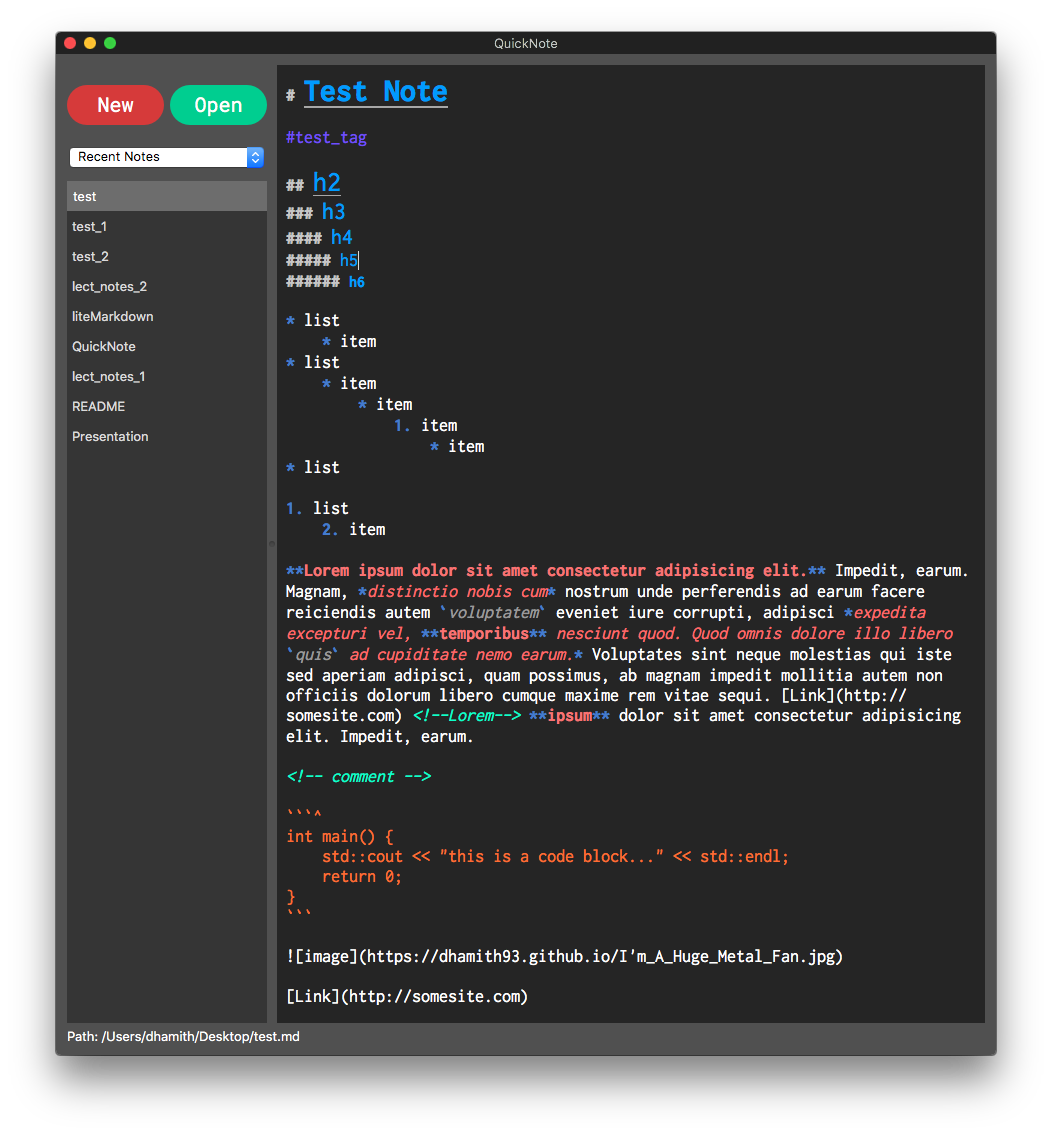 QuickNote
New Open
Recent Notes
test
test_1
test_2
lect_notes_2
liteMarkdown
QuickNote
lect_notes_1
README
Presentation
# Test Note
#test_tag
## h2
### h3
#### h4
##### h5
###### h6
* list
    * item
* list
    * item
        * item
            1. item
                * item
* list
1. list
    2. item
**Lorem ipsum dolor sit amet consectetur adipisicing elit.** Impedit, earum.
Magnam, *distinctio nobis cum* nostrum unde perferendis ad earum facere
reiciendis autem `voluptatem` eveniet iure corrupti, adipisci *expedita
excepturi vel, **temporibus** nesciunt quod. Quod omnis dolore illo libero
`quis` ad cupiditate nemo earum.* Voluptates sint neque molestias qui iste
sed aperiam adipisci, quam possimus, ab magnam impedit mollitia autem non
officiis dolorum libero cumque maxime rem vitae sequi. [Link](http://
somesite.com) <!--Lorem--> **ipsum** dolor sit amet consectetur adipisicing
elit. Impedit, earum.
<!-- comment -->
```^
int main() {
    std::cout << "this is a code block..." << std::endl;
    return 0;
}
```
![image](https://dhamith93.github.io/I'm_A_Huge_Metal_Fan.jpg)
[Link](http://somesite.com)
Path: /Users/dhamith/Desktop/test.md